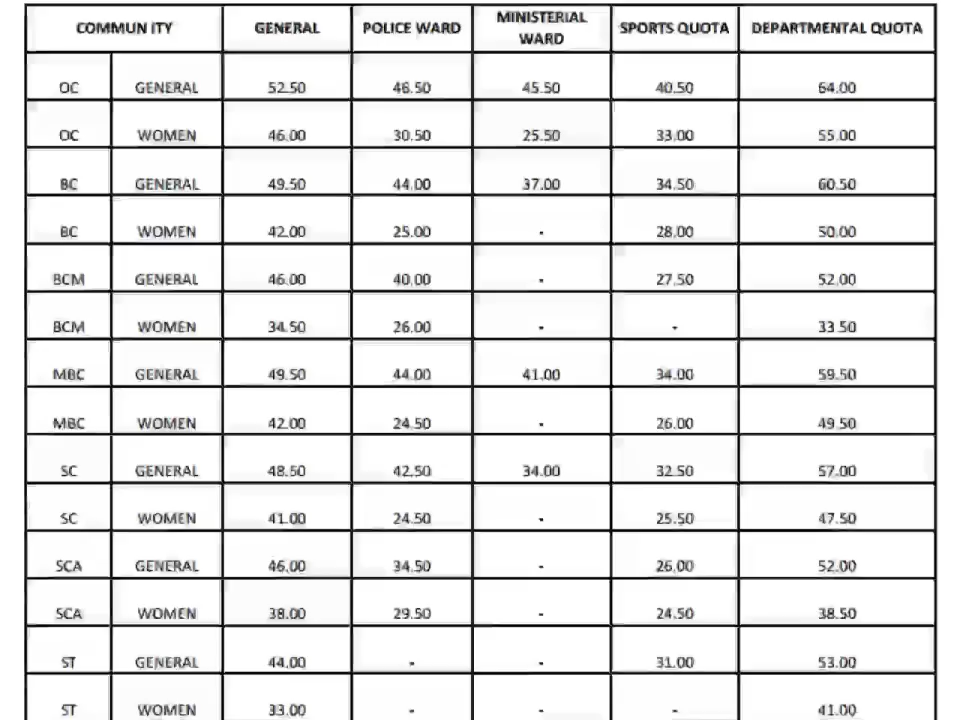 COMMUN ITY GENERAL POLICE WARD MINISTERIAL WARD SPORTS QUOTA DEPARTMENTAL QUOTA
OC GENERAL 52.50 46.50 45.50 40.50 64.00
OC WOMEN 46.00 30.50 25.50 33.00 55.00
BC GENERAL 49.50 44.00 37.00 34.50 60.50
BC WOMEN 42.00 25.00 - 28.00 50.00
BCM GENERAL 46.00 40.00 - 27.50 52.00
BCM WOMEN 34.50 26.00 - - 33.50
MBC GENERAL 49.50 44.00 41.00 34.00 59.50
MBC WOMEN 42.00 24.50 - 26.00 49.50
SC GENERAL 48.50 42.50 34.00 32.50 57.00
SC WOMEN 41.00 24.50 - 25.50 47.50
SCA GENERAL 46.00 34.50 - 26.00 52.00
SCA WOMEN 38.00 29.50 - 24.50 38.50
ST GENERAL 44.00 - - 31.00 53.00
ST WOMEN 33.00 - - - 41.00